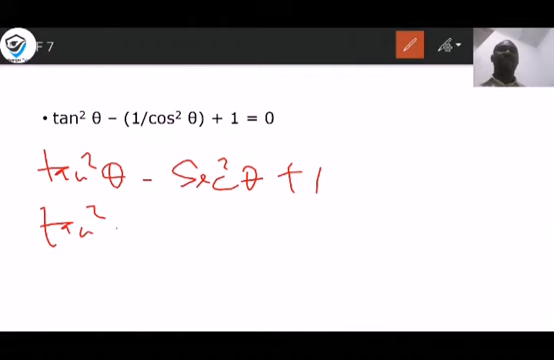 F 7
• tan² θ – (1/cos² θ) + 1 = 0
tan²θ - Sec²θ + 1
tan²